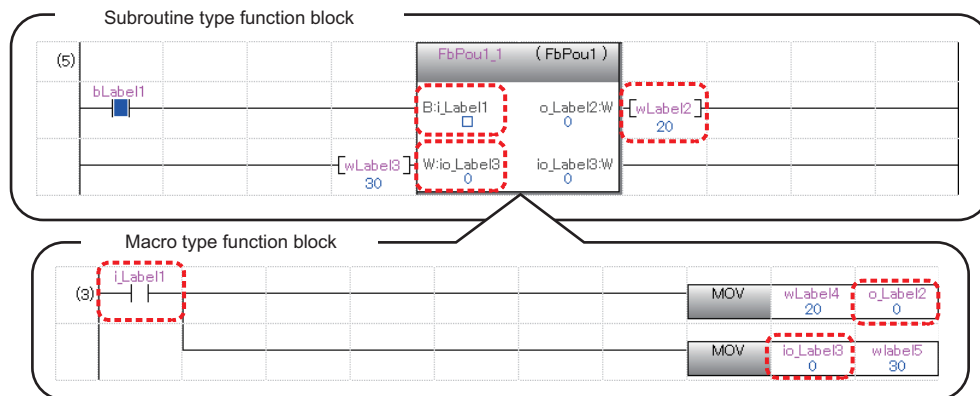 Subroutine type function block
(5)
FbPou1_1 (FbPou1)
bLabel1
B:i_Label1 o_Label2:W wLabel2
0 20
wLabel3 W:io_Label3 io_Label3:W
30 0 0
Macro type function block
(3) i_Label1
MOV wLabel4 o_Label2
20 0
MOV io_Label3 wlabel5
0 30